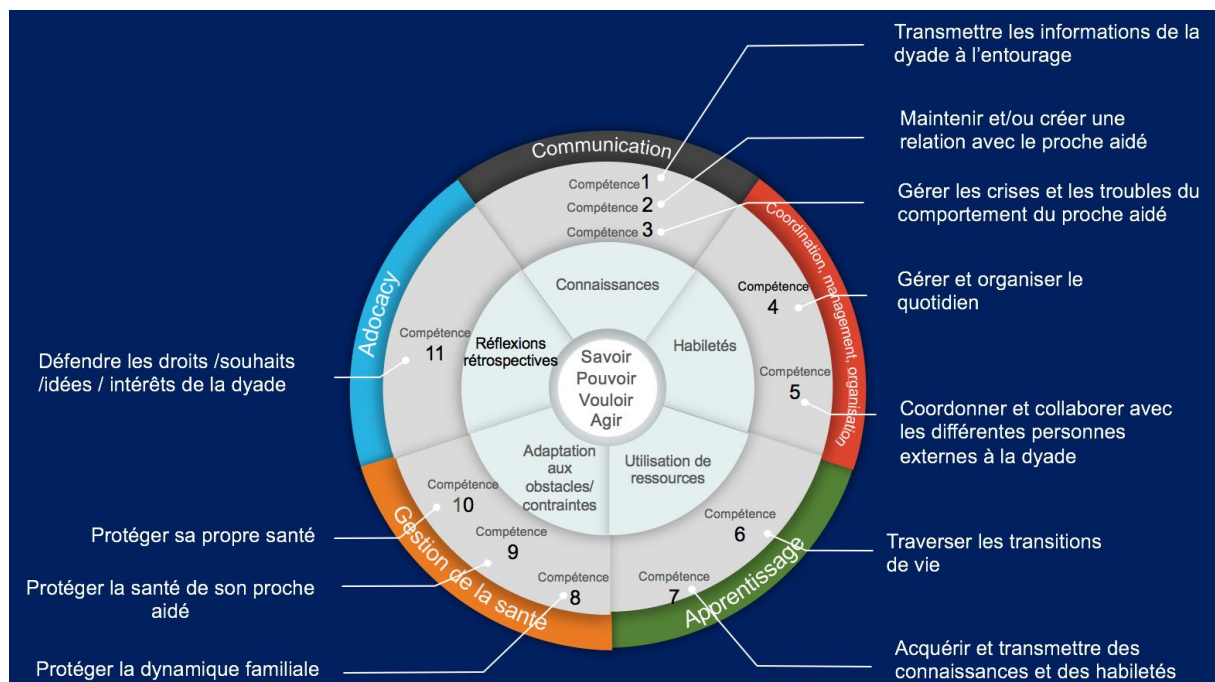 Transmettre les informations de la
dyade à l'entourage
Maintenir et/ou créer une
relation avec le proche aidé
Gérer les crises et les troubles du
comportement du proche aidé
Gérer et organiser le
quotidien
Coordonner et collaborer avec
les différentes personnes
externes à la dyade
Traverser les transitions
de vie
Acquérir et transmettre des
connaissances et des habiletés
Protéger la dynamique familiale
Protéger la santé de son proche
aidé
Protéger sa propre santé
Défendre les droits /souhaits
/idées / intérêts de la dyade
Communication
Coordination, management, organisation
Apprentissage
Gestion de la santé
Adocacy
Compétence 1
Compétence 2
Compétence 3
Compétence
4
Compétence
5
Compétence
6
Compétence
7
Compétence
8
Compétence
9
Compétence
10
Compétence
11
Connaissances
Habiletés
Utilisation de
ressources
Adaptation
aux
obstacles/
contraintes
Réflexions
rétrospectives
Savoir
Pouvoir
Vouloir
Agir